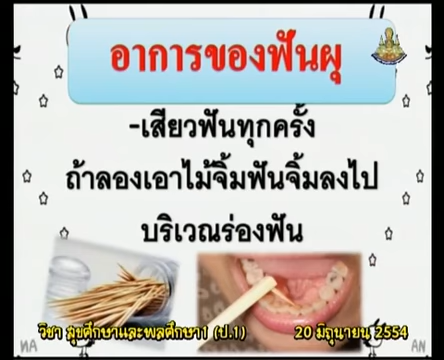 อาการของฟันผุ
-เสียวฟันทุกครั้ง
ถ้าลองเอาไม้จิ้มฟันจิ้มลงไป
บริเวณร่องฟัน
วิชา สุขศึกษาและพลศึกษา1 (ป.1) 20 มิถุนายน 2554